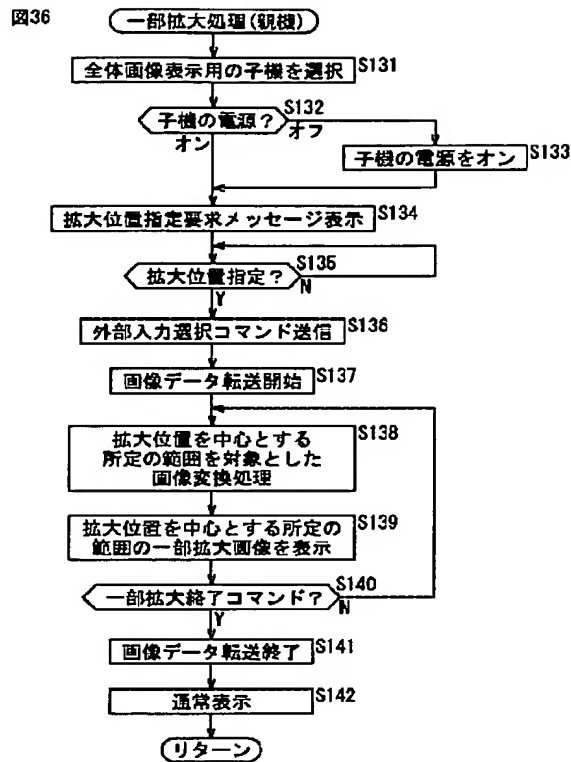 図36
一部拡大処理(親機)
全体画像表示用の子機を選択 S131
子機の電源? S132
オン オフ
子機の電源をオン S133
拡大位置指定要求メッセージ表示 S134
拡大位置指定? S135
Y N
外部入力選択コマンド送信 S136
画像データ転送開始 S137
拡大位置を中心とする S138
所定の範囲を対象とした
画像変換処理
拡大位置を中心とする所定の S139
範囲の一部拡大画像を表示
一部拡大終了コマンド? S140
Y N
画像データ転送終了 S141
通常表示 S142
リターン